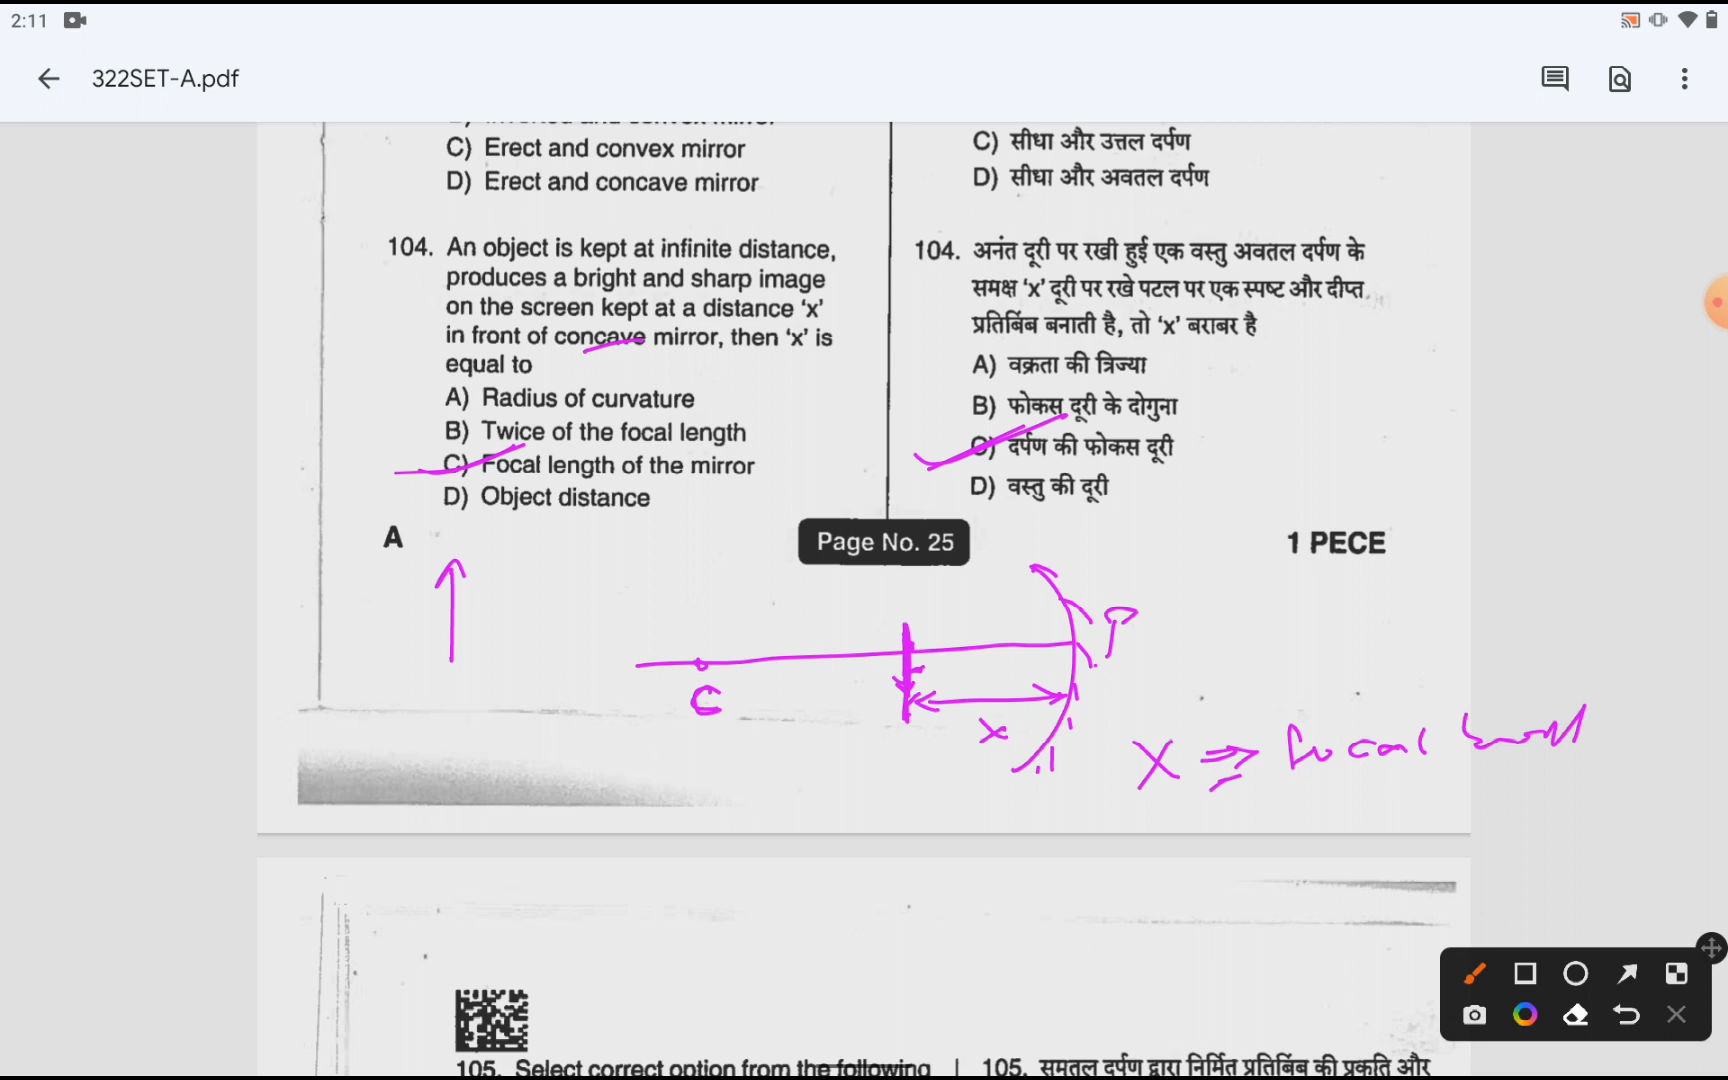 2:11
322SET-A.pdf
C) Erect and convex mirror
D) Erect and concave mirror
104. An object is kept at infinite distance,
produces a bright and sharp image
on the screen kept at a distance ‘x’
in front of concave mirror, then ‘x’ is
equal to
A) Radius of curvature
B) Twice of the focal length
C) Focal length of the mirror
D) Object distance
C) सीधा और उत्तल दर्पण
D) सीधा और अवतल दर्पण
104. अनंत दूरी पर रखी हुई एक वस्तु अवतल दर्पण के
समक्ष ‘x’ दूरी पर रखे पटल पर एक स्पष्ट और दीप्त
प्रतिबिंब बनाती है, तो ‘x’ बराबर है
A) वक्रता की त्रिज्या
B) फोकस दूरी के दोगुना
C) दर्पण की फोकस दूरी
D) वस्तु की दूरी
A
Page No. 25
1 PECE
P
C
x
X ⇒ focal
105. Select correct option from the following
105. समतल दर्पण द्वारा निर्मित प्रतिबिंब की प्रकृति और